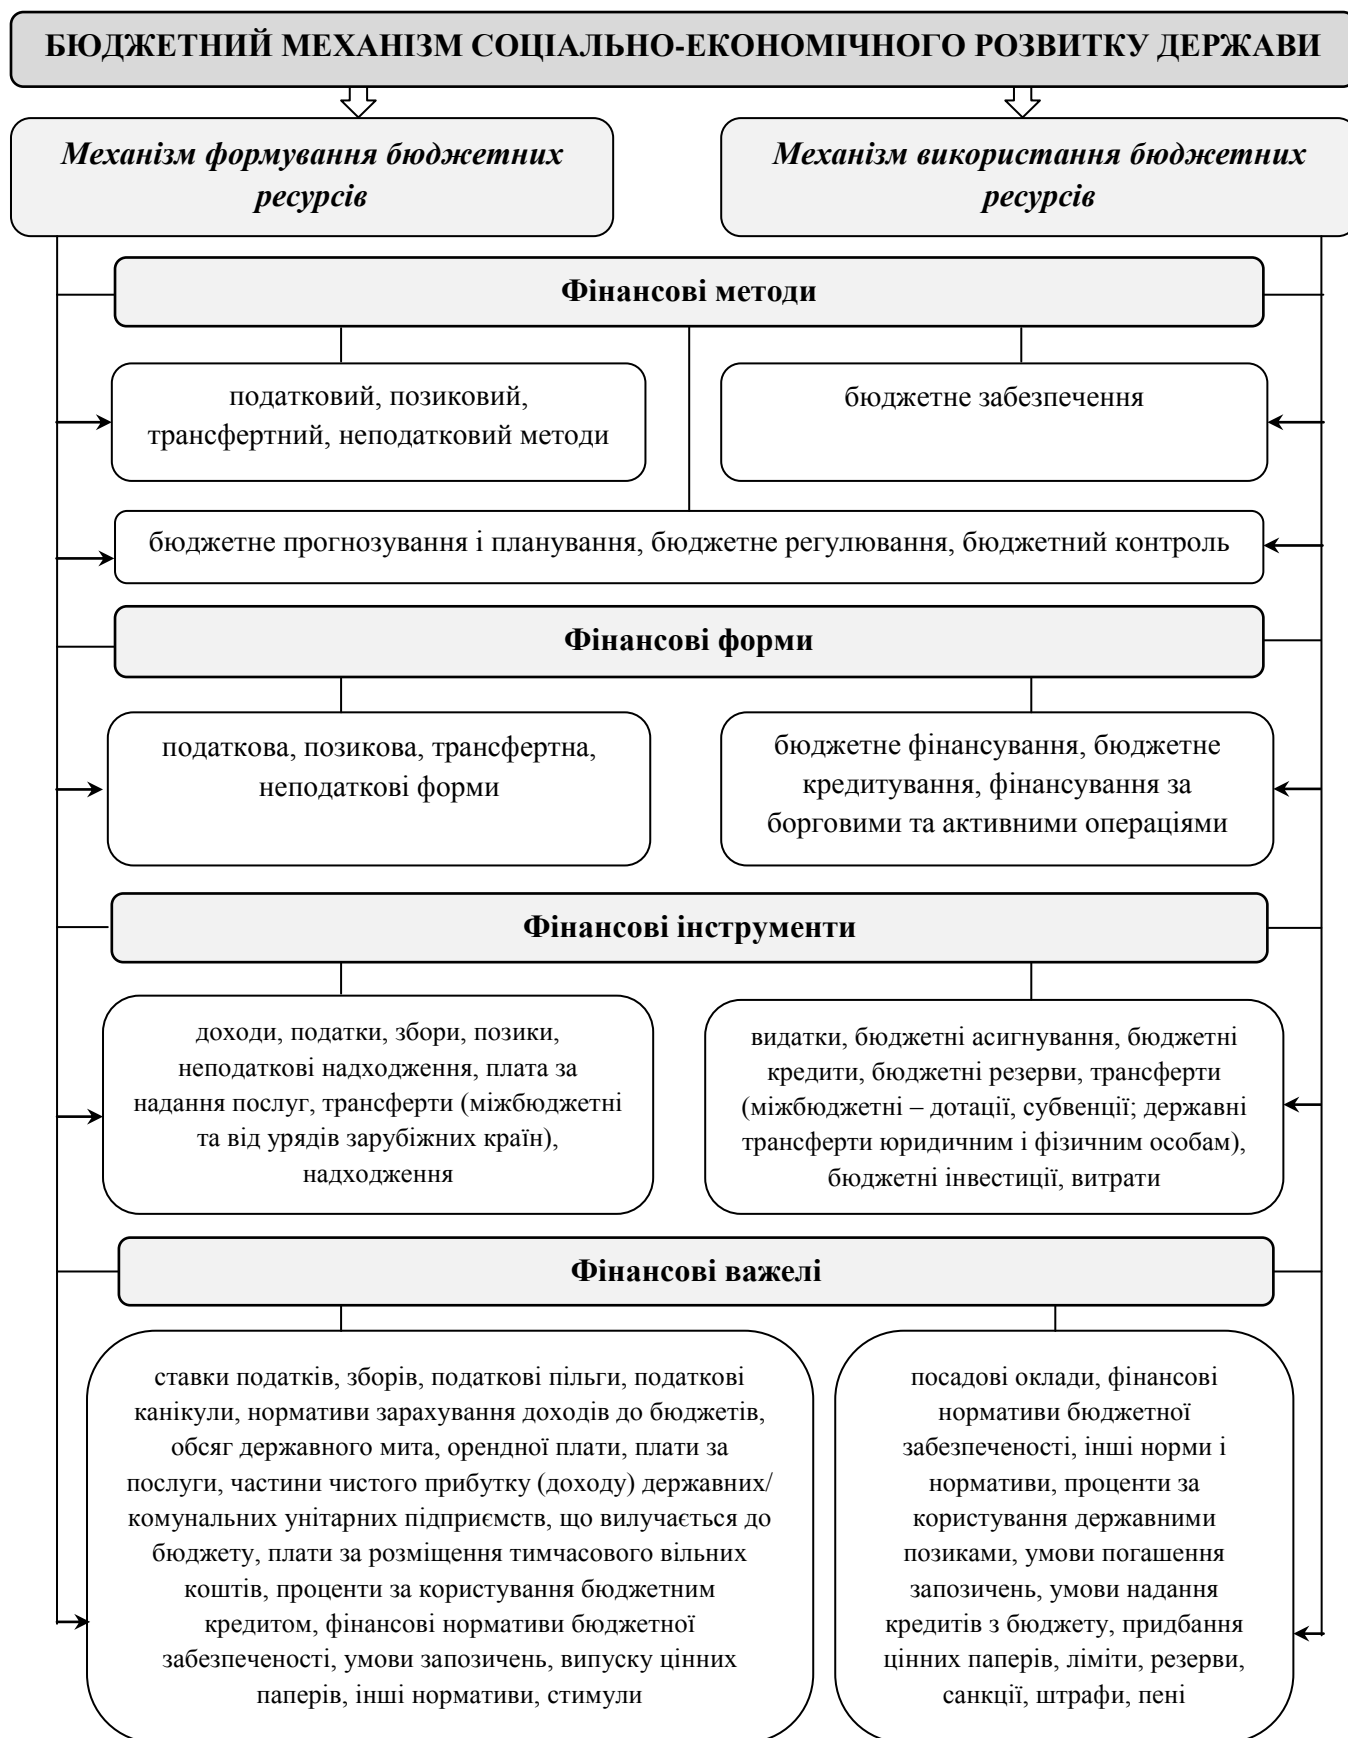 БЮДЖЕТНИЙ МЕХАНІЗМ СОЦІАЛЬНО-ЕКОНОМІЧНОГО РОЗВИТКУ ДЕРЖАВИ
Механізм формування бюджетних
ресурсів
Механізм використання бюджетних
ресурсів
Фінансові методи
податковий, позиковий,
трансфертний, неподатковий методи
бюджетне забезпечення
бюджетне прогнозування і планування, бюджетне регулювання, бюджетний контроль
Фінансові форми
податкова, позикова, трансфертна,
неподаткові форми
бюджетне фінансування, бюджетне
кредитування, фінансування за
борговими та активними операціями
Фінансові інструменти
доходи, податки, збори, позики,
неподаткові надходження, плата за
надання послуг, трансферти (міжбюджетні
та від урядів зарубіжних країн),
надходження
видатки, бюджетні асигнування, бюджетні
кредити, бюджетні резерви, трансферти
(міжбюджетні – дотації, субвенції; державні
трансферти юридичним і фізичним особам),
бюджетні інвестиції, витрати
Фінансові важелі
ставки податків, зборів, податкові пільги, податкові
канікули, нормативи зарахування доходів до бюджетів,
обсяг державного мита, орендної плати, плати за
послуги, частини чистого прибутку (доходу) державних/
комунальних унітарних підприємств, що вилучається до
бюджету, плати за розміщення тимчасового вільних
коштів, проценти за користування бюджетним
кредитом, фінансові нормативи бюджетної
забезпеченості, умови запозичень, випуску цінних
паперів, інші нормативи, стимули
посадові оклади, фінансові
нормативи бюджетної
забезпеченості, інші норми і
нормативи, проценти за
користування державними
позиками, умови погашення
запозичень, умови надання
кредитів з бюджету, придбання
цінних паперів, ліміти, резерви,
санкції, штрафи, пені